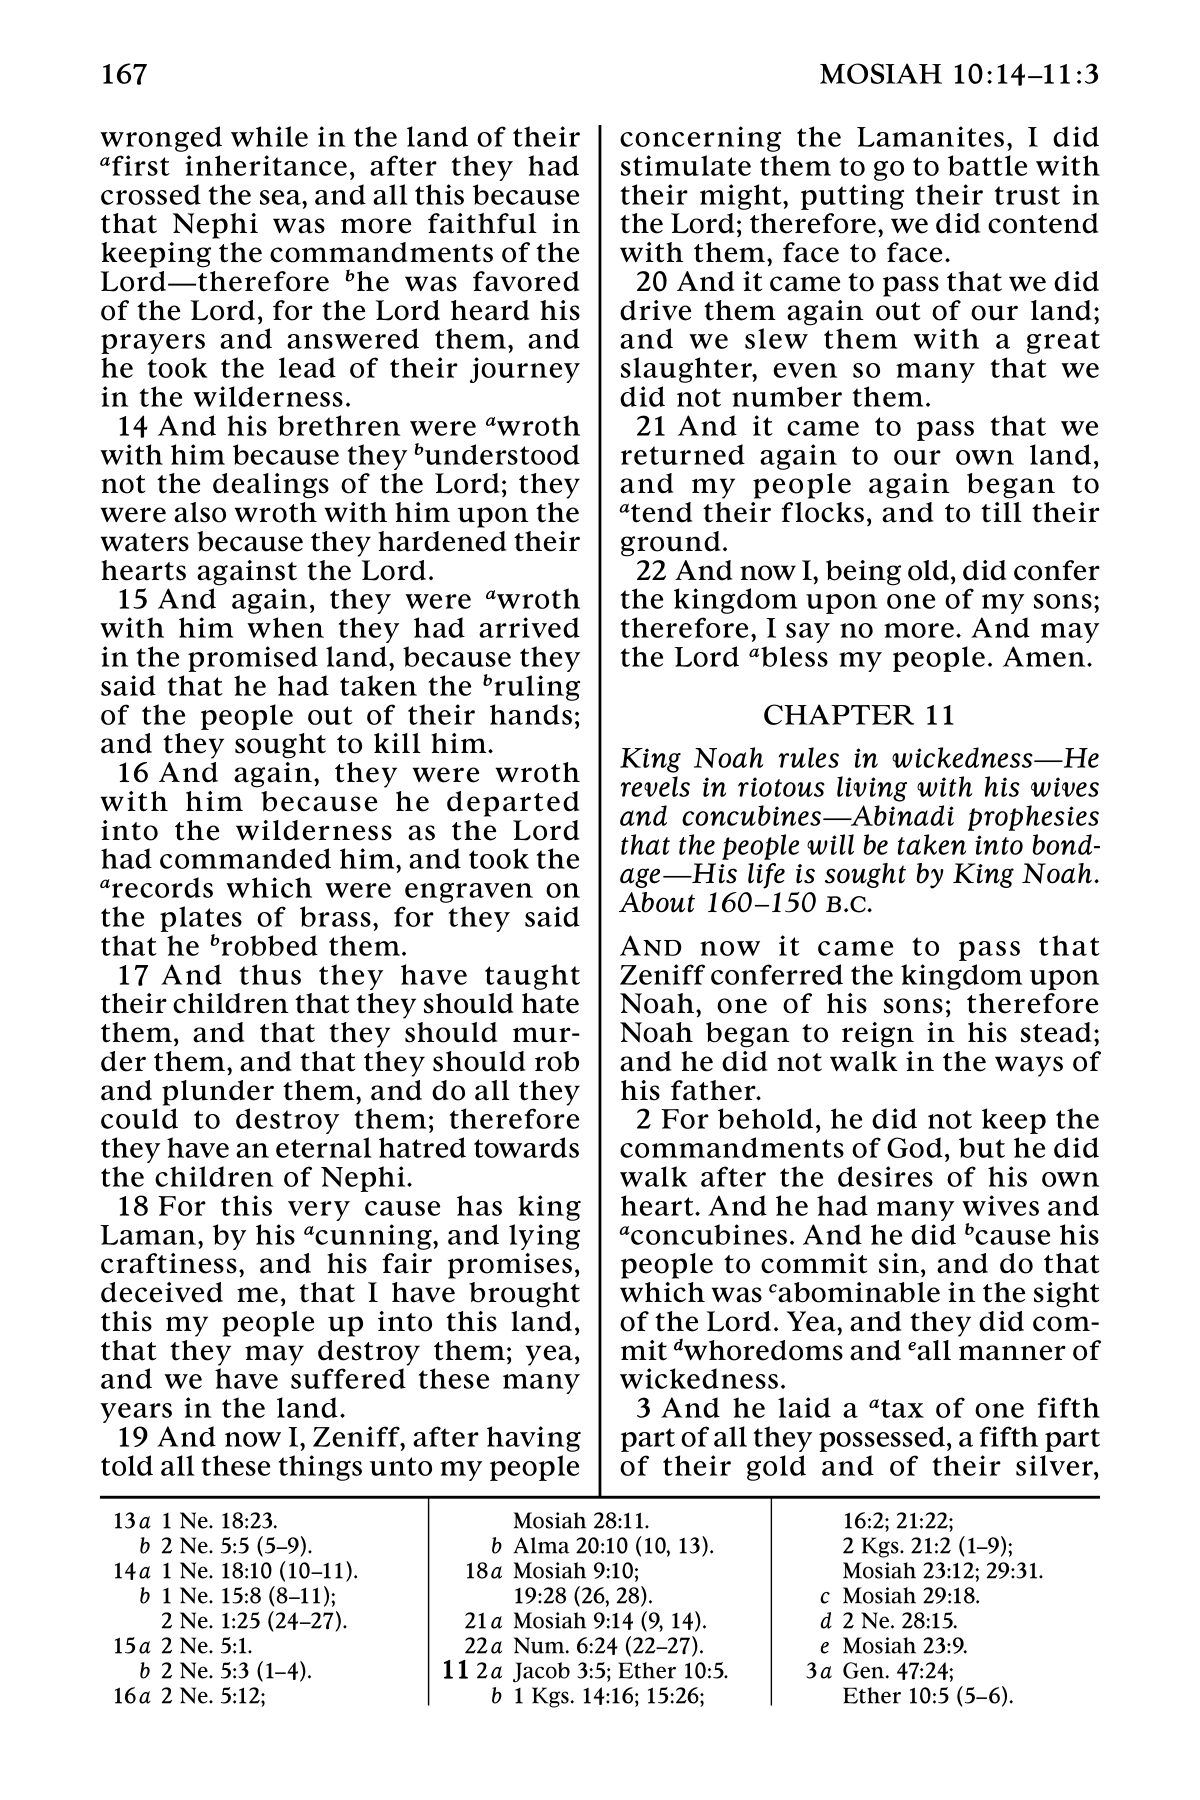 167
MOSIAH 10:14–11:3
wronged while in the land of their
afirst inheritance, after they had
crossed the sea, and all this because
that Nephi was more faithful in
keeping the commandments of the
Lord—therefore bhe was favored
of the Lord, for the Lord heard his
prayers and answered them, and
he took the lead of their journey
in the wilderness.
14 And his brethren were awroth
with him because they bunderstood
not the dealings of the Lord; they
were also wroth with him upon the
waters because they hardened their
hearts against the Lord.
15 And again, they were awroth
with him when they had arrived
in the promised land, because they
said that he had taken the bruling
of the people out of their hands;
and they sought to kill him.
16 And again, they were wroth
with him because he departed
into the wilderness as the Lord
had commanded him, and took the
arecords which were engraven on
the plates of brass, for they said
that he brobbed them.
17 And thus they have taught
their children that they should hate
them, and that they should mur-
der them, and that they should rob
and plunder them, and do all they
could to destroy them; therefore
they have an eternal hatred towards
the children of Nephi.
18 For this very cause has king
Laman, by his acunning, and lying
craftiness, and his fair promises,
deceived me, that I have brought
this my people up into this land,
that they may destroy them; yea,
and we have suffered these many
years in the land.
19 And now I, Zeniff, after having
told all these things unto my people
concerning the Lamanites, I did
stimulate them to go to battle with
their might, putting their trust in
the Lord; therefore, we did contend
with them, face to face.
20 And it came to pass that we did
drive them again out of our land;
and we slew them with a great
slaughter, even so many that we
did not number them.
21 And it came to pass that we
returned again to our own land,
and my people again began to
atend their flocks, and to till their
ground.
22 And now I, being old, did confer
the kingdom upon one of my sons;
therefore, I say no more. And may
the Lord abless my people. Amen.
CHAPTER 11
King Noah rules in wickedness—He
revels in riotous living with his wives
and concubines—Abinadi prophesies
that the people will be taken into bond-
age—His life is sought by King Noah.
About 160–150 B.C.
AND now it came to pass that
Zeniff conferred the kingdom upon
Noah, one of his sons; therefore
Noah began to reign in his stead;
and he did not walk in the ways of
his father.
2 For behold, he did not keep the
commandments of God, but he did
walk after the desires of his own
heart. And he had many wives and
aconcubines. And he did bcause his
people to commit sin, and do that
which was cabominable in the sight
of the Lord. Yea, and they did com-
mit dwhoredoms and eall manner of
wickedness.
3 And he laid a atax of one fifth
part of all they possessed, a fifth part
of their gold and of their silver,
13a 1 Ne. 18:23.
b 2 Ne. 5:5 (5–9).
14a 1 Ne. 18:10 (10–11).
b 1 Ne. 15:8 (8–11);
2 Ne. 1:25 (24–27).
15a 2 Ne. 5:1.
b 2 Ne. 5:3 (1–4).
16a 2 Ne. 5:12;
Mosiah 28:11.
b Alma 20:10 (10, 13).
18a Mosiah 9:10;
19:28 (26, 28).
21a Mosiah 9:14 (9, 14).
22a Num. 6:24 (22–27).
11 2a Jacob 3:5; Ether 10:5.
b 1 Kgs. 14:16; 15:26;
16:2; 21:22;
2 Kgs. 21:2 (1–9);
Mosiah 23:12; 29:31.
c Mosiah 29:18.
d 2 Ne. 28:15.
e Mosiah 23:9.
3a Gen. 47:24;
Ether 10:5 (5–6).